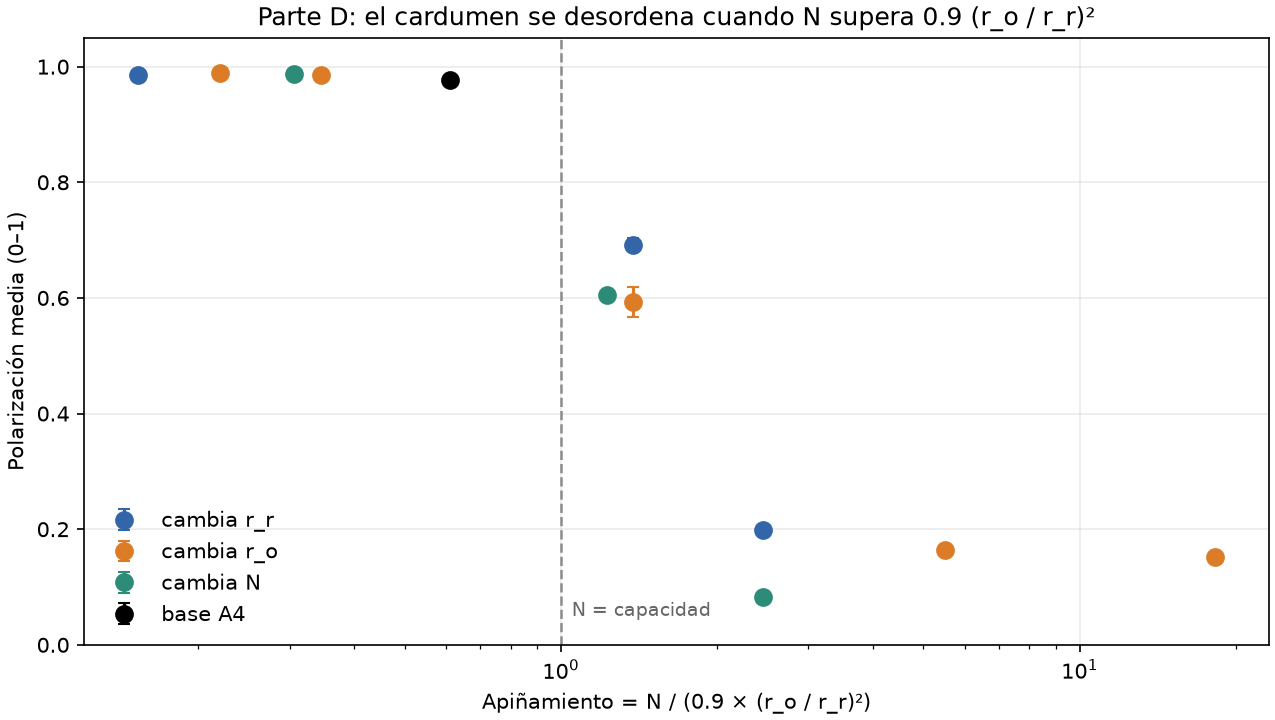 Parte D: el cardumen se desordena cuando N supera 0.9 (r_o / r_r)²
Polarización media (0–1)
1.0
0.8
0.6
0.4
0.2
0.0
cambia r_r
cambia r_o
cambia N
base A4
N = capacidad
10⁰
10¹
Apiñamiento = N / (0.9 × (r_o / r_r)²)